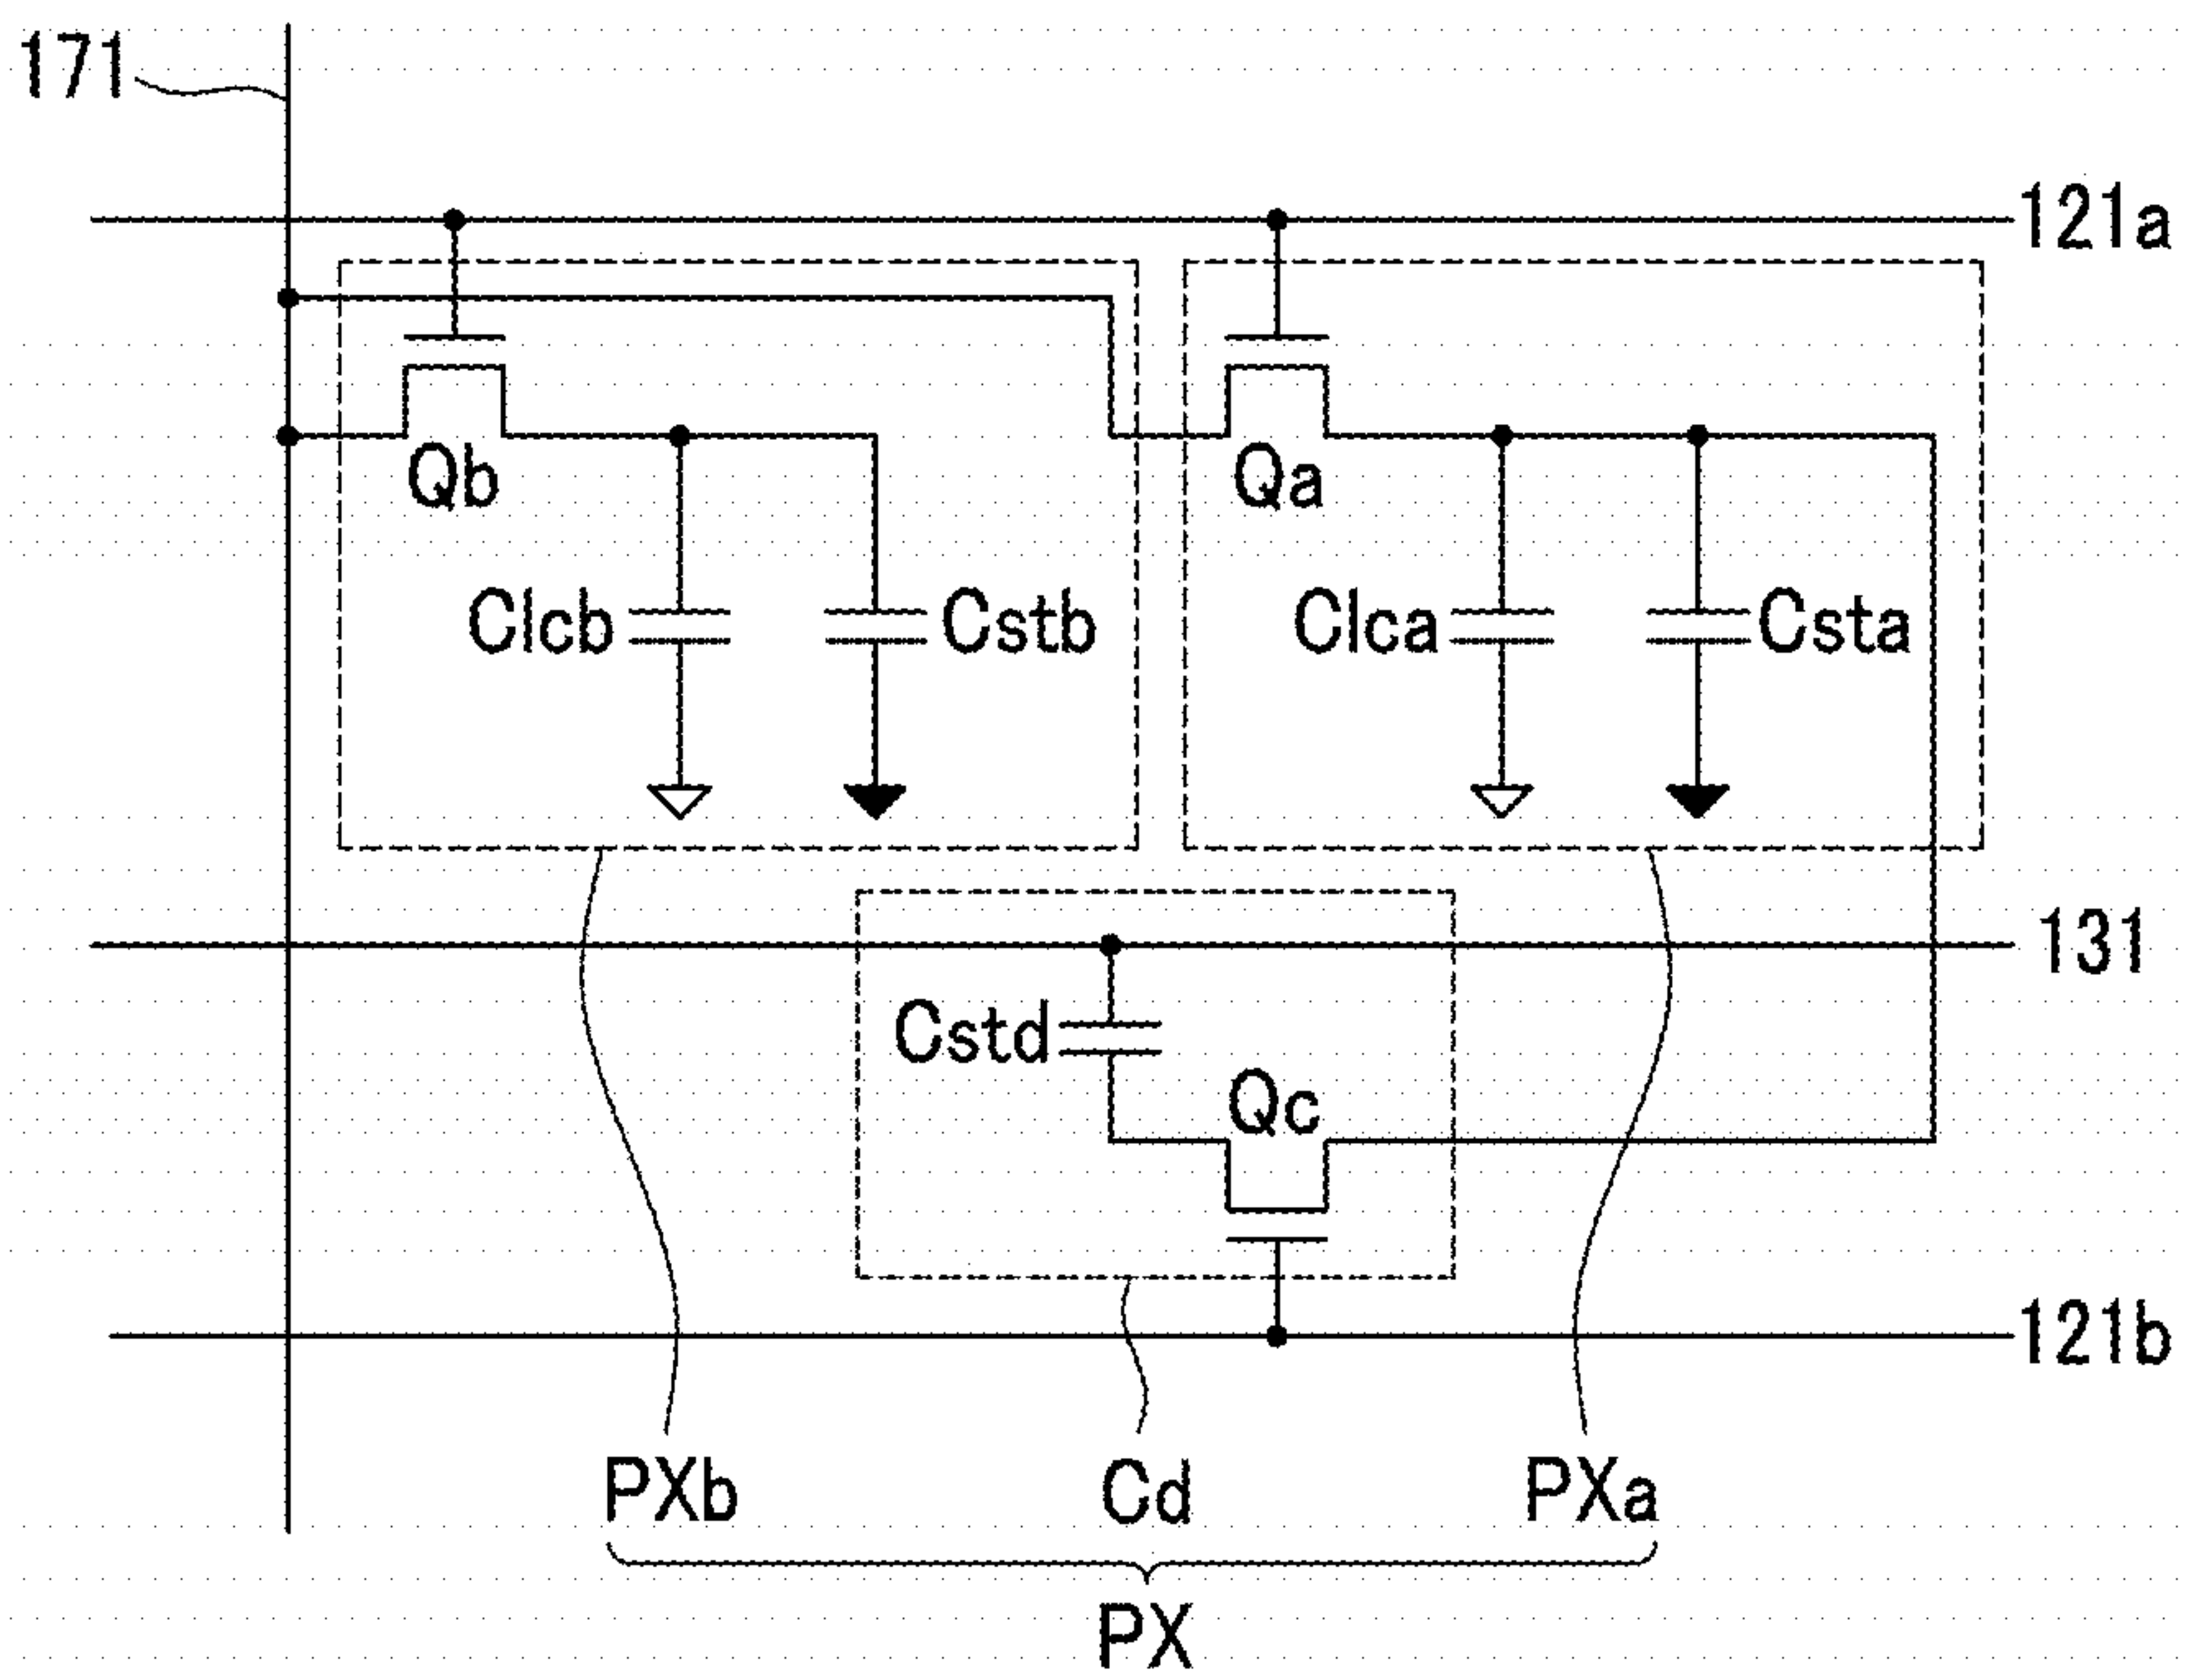 171
121a
Qb
Qa
Clcb
Cstb
Clca
Csta
131
Cstd
Qc
121b
PXb
Cd
PXa
PX